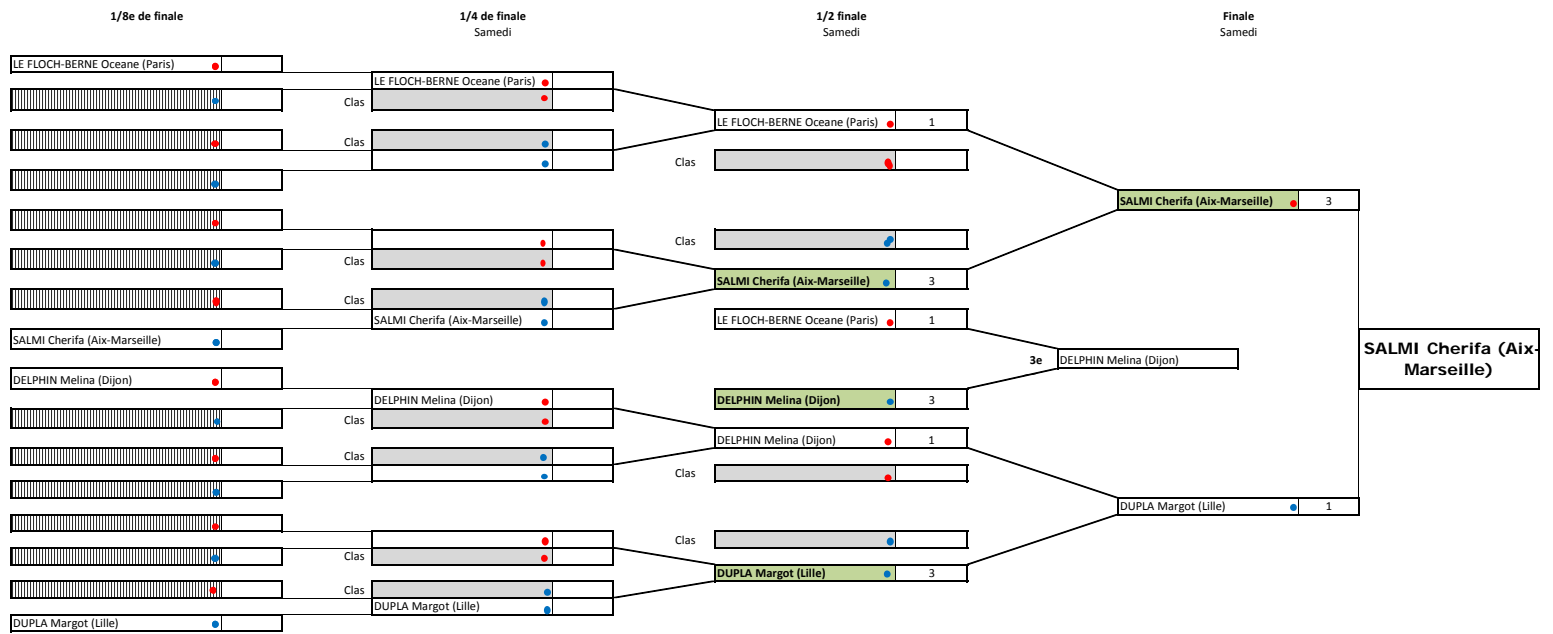 1/8e de finale
1/4 de finale
Samedi
1/2 finale
Samedi
Finale
Samedi
LE FLOCH-BERNE Oceane (Paris)
SALMI Cherifa (Aix-Marseille)
DELPHIN Melina (Dijon)
DUPLA Margot (Lille)
LE FLOCH-BERNE Oceane (Paris)
Clas
Clas
Clas
Clas
SALMI Cherifa (Aix-Marseille)
DELPHIN Melina (Dijon)
Clas
Clas
Clas
Clas
DUPLA Margot (Lille)
LE FLOCH-BERNE Oceane (Paris) 1
Clas
Clas
SALMI Cherifa (Aix-Marseille) 3
LE FLOCH-BERNE Oceane (Paris) 1
DELPHIN Melina (Dijon) 3
DELPHIN Melina (Dijon) 1
Clas
Clas
DUPLA Margot (Lille) 3
SALMI Cherifa (Aix-Marseille) 3
3e DELPHIN Melina (Dijon)
DUPLA Margot (Lille) 1
SALMI Cherifa (Aix-
Marseille)